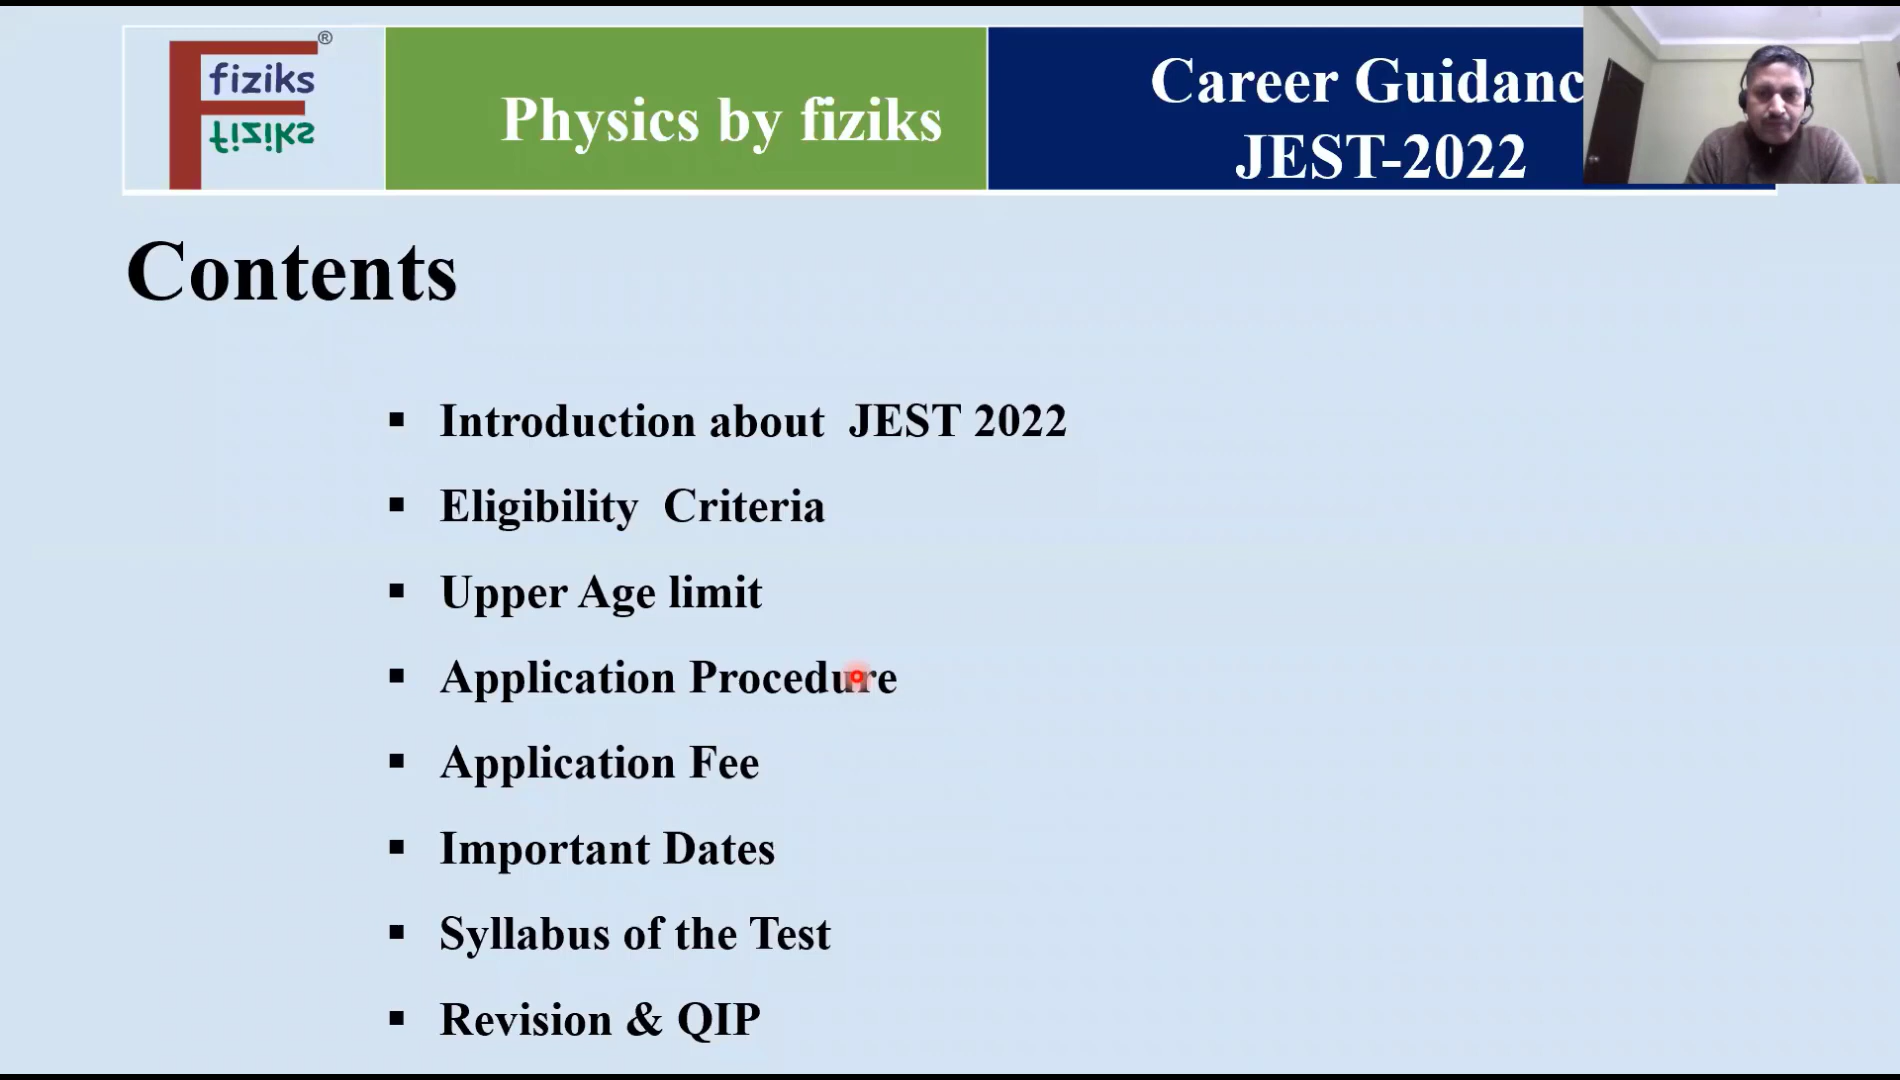 fiziks
fiziks
®
Physics by fiziks
Career Guidanc
JEST-2022
Contents
▪ Introduction about JEST 2022
▪ Eligibility Criteria
▪ Upper Age limit
▪ Application Procedure
▪ Application Fee
▪ Important Dates
▪ Syllabus of the Test
▪ Revision & QIP